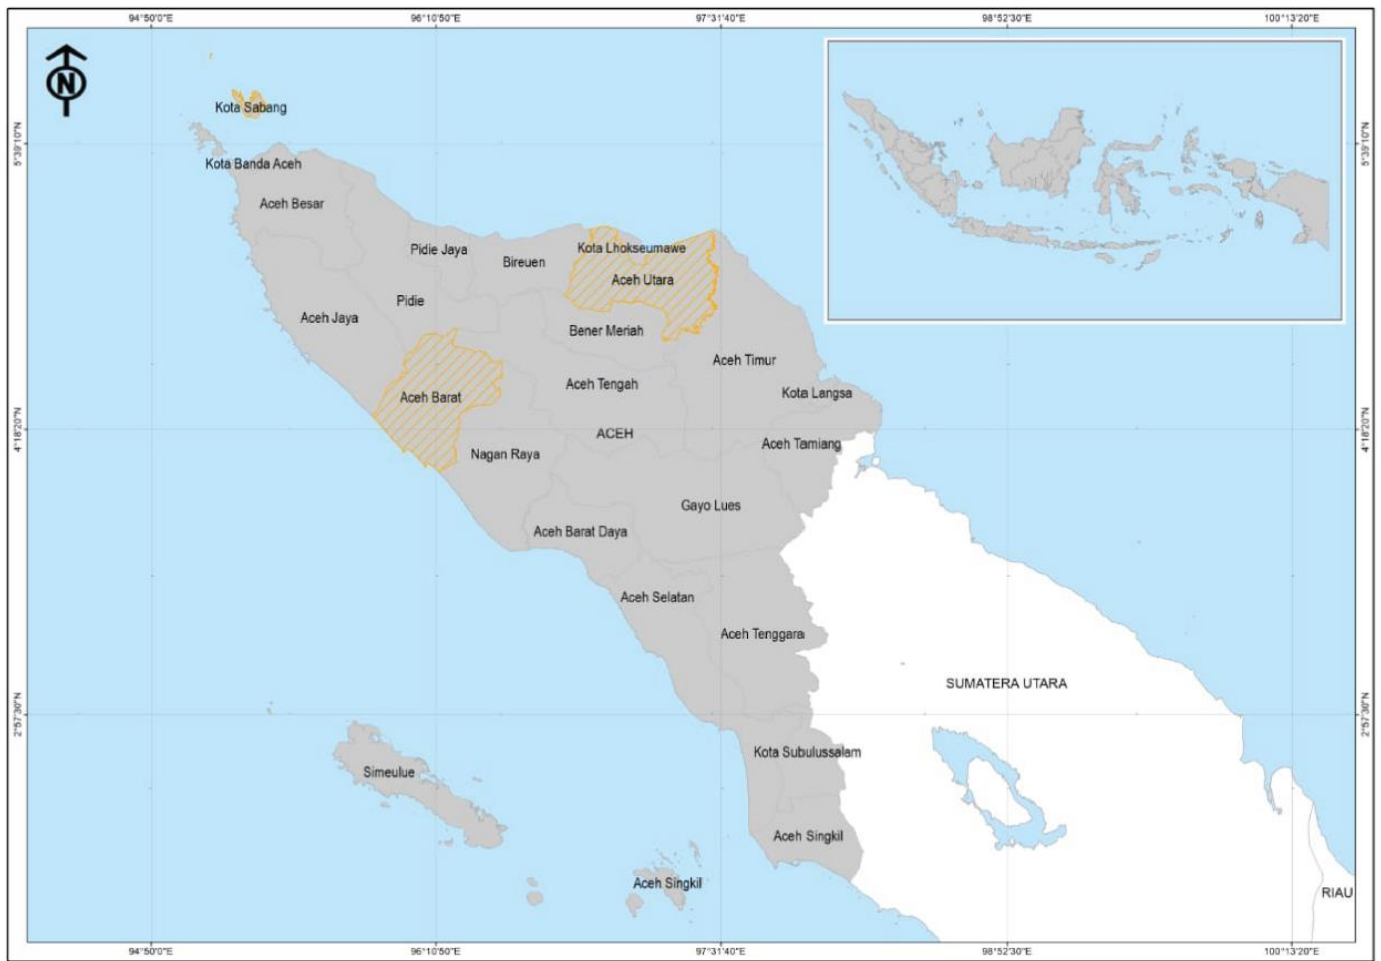 94°50'0"E 96°10'50"E 97°31'40"E 98°52'30"E 100°13'20"E
N
Kota Sabang
5°39'10"N 5°39'10"N
Kota Banda Aceh
Aceh Besar
Pidie Jaya
Kota Lhokseumawe
Bireuen
Aceh Utara
Pidie
Aceh Jaya
Bener Meriah
Aceh Timur
Aceh Tengah
Kota Langsa
Aceh Barat
4°18'20"N 4°18'20"N
ACEH
Aceh Tamiang
Nagan Raya
Gayo Lues
Aceh Barat Daya
Aceh Selatan
Aceh Tenggara
SUMATERA UTARA
2°57'30"N 2°57'30"N
Kota Subulussalam
Simeulue
Aceh Singkil
Aceh Singkil
RIAU
94°50'0"E 96°10'50"E 97°31'40"E 98°52'30"E 100°13'20"E